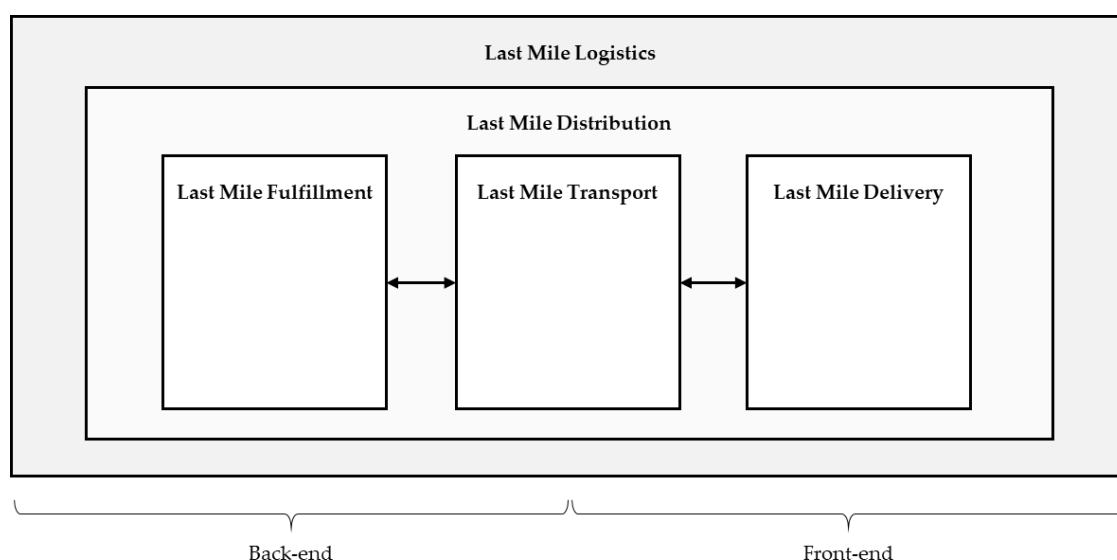 Last Mile Logistics
Last Mile Distribution
Last Mile Fulfillment
Last Mile Transport
Last Mile Delivery
Back-end
Front-end